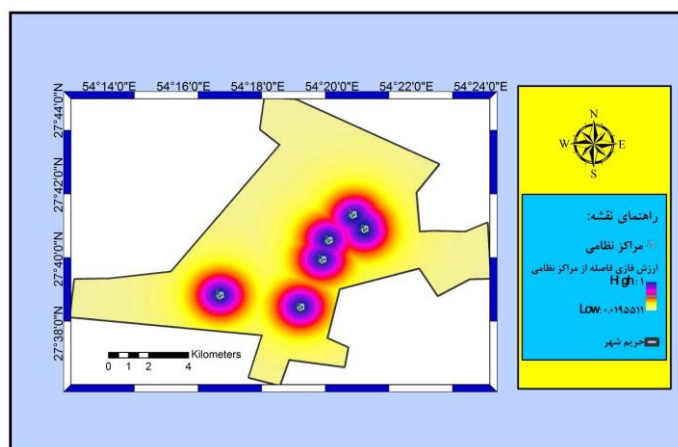 54°14'0"E 54°16'0"E 54°18'0"E 54°20'0"E 54°22'0"E 54°24'0"E
27°44'0"N
27°42'0"N
27°40'0"N
27°38'0"N
Kilometers
0 1 2 4
N
W E
S
راهنمای نقشه:
مراکز نظامی
ارزش فازی فاصله از مراکز نظامی
High : ۱
Low : ۰.۰۱۹۵۵۱۱
حریم شهر